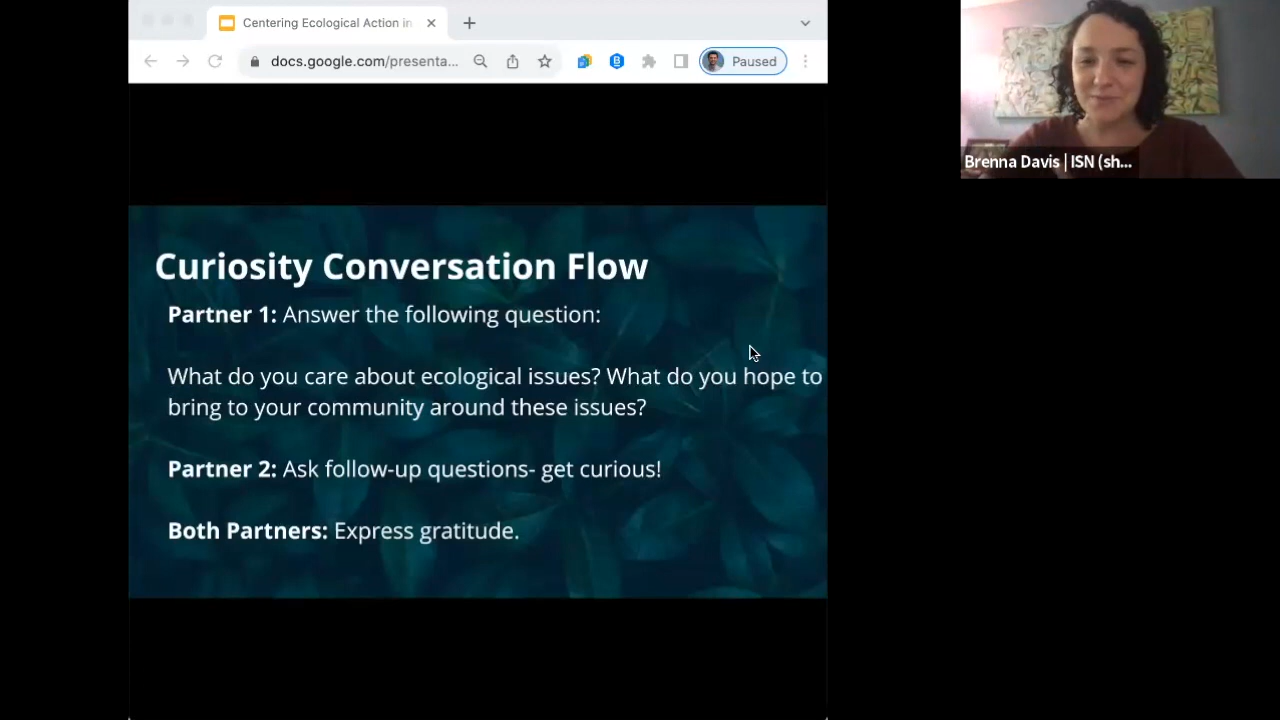 Centering Ecological Action in
docs.google.com/presenta...
Paused
Brenna Davis | ISN (sh...
Curiosity Conversation Flow
Partner 1: Answer the following question:
What do you care about ecological issues? What do you hope to
bring to your community around these issues?
Partner 2: Ask follow-up questions- get curious!
Both Partners: Express gratitude.